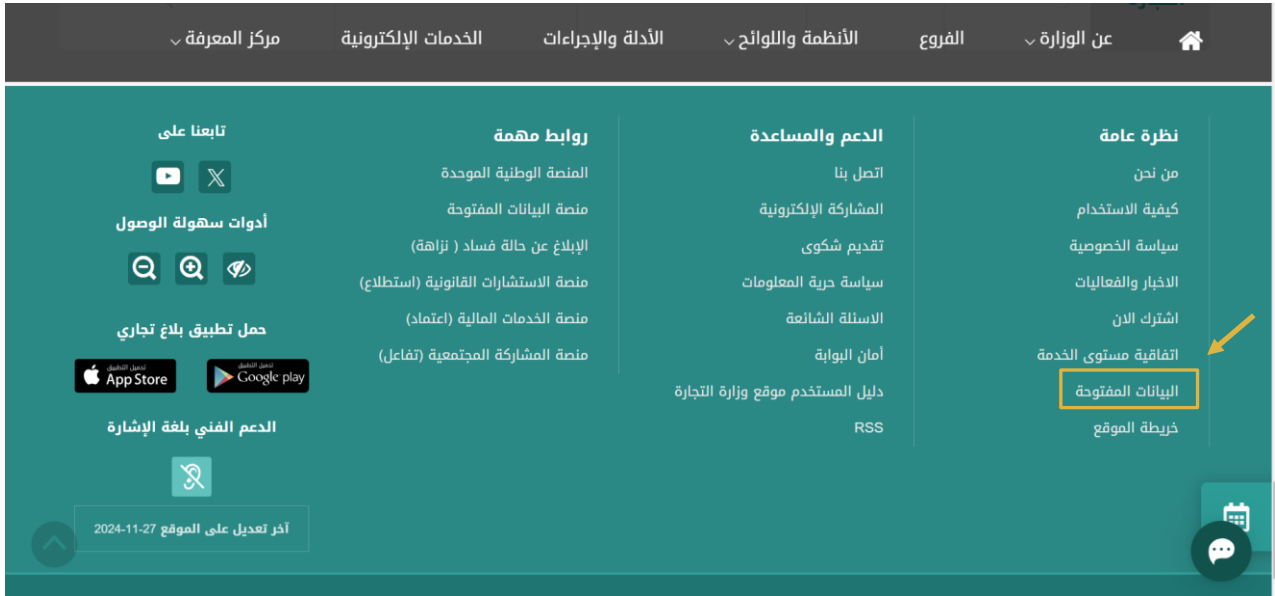 عن الوزارة
الفروع
الأنظمة واللوائح
الأدلة والإجراءات
الخدمات الإلكترونية
مركز المعرفة
نظرة عامة
من نحن
كيفية الاستخدام
سياسة الخصوصية
الاخبار والفعاليات
اشترك الان
اتفاقية مستوى الخدمة
البيانات المفتوحة
خريطة الموقع
الدعم والمساعدة
اتصل بنا
المشاركة الإلكترونية
تقديم شكوى
سياسة حرية المعلومات
الاسئلة الشائعة
أمان البوابة
دليل المستخدم موقع وزارة التجارة
RSS
روابط مهمة
المنصة الوطنية الموحدة
منصة البيانات المفتوحة
الإبلاغ عن حالة فساد ( نزاهة)
منصة الاستشارات القانونية (استطلاع)
منصة الخدمات المالية (اعتماد)
منصة المشاركة المجتمعية (تفاعل)
تابعنا على
أدوات سهولة الوصول
حمل تطبيق بلاغ تجاري
تحميل التطبيق
Google play
تحميل التطبيق
App Store
الدعم الفني بلغة الإشارة
آخر تعديل على الموقع 27-11-2024